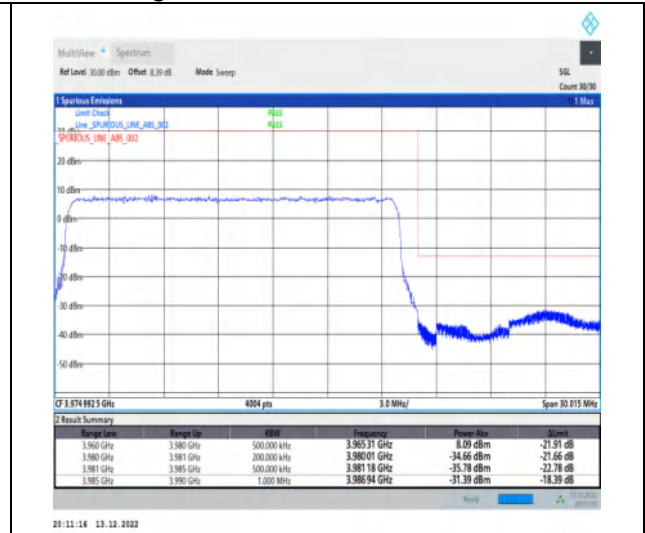 MultiView Spectrum
Ref Level 30.00 dBm Offset 8.39 dB Mode Sweep SGL
Count 30/30
1 Spurious Emissions 1 Max
Limit Check PASS
Line _SPURIOUS_LINE_ABS_002 PASS
_SPURIOUS_LINE_ABS_002
20 dBm
10 dBm
0 dBm
-10 dBm
-20 dBm
-30 dBm
-40 dBm
-50 dBm
CF 3.974 992 5 GHz 4004 pts 3.0 MHz/ Span 30.015 MHz
2 Result Summary
Range Low Range Up RBW Frequency Power Abs ΔLimit
3.960 GHz 3.980 GHz 500.000 kHz 3.96531 GHz 8.09 dBm -21.91 dB
3.980 GHz 3.981 GHz 200.000 kHz 3.98001 GHz -34.66 dBm -21.66 dB
3.981 GHz 3.985 GHz 500.000 kHz 3.98118 GHz -35.78 dBm -22.78 dB
3.985 GHz 3.990 GHz 1.000 MHz 3.98694 GHz -31.39 dBm -18.39 dB
Ready 13.12.2022
20:11:16 13.12.2022